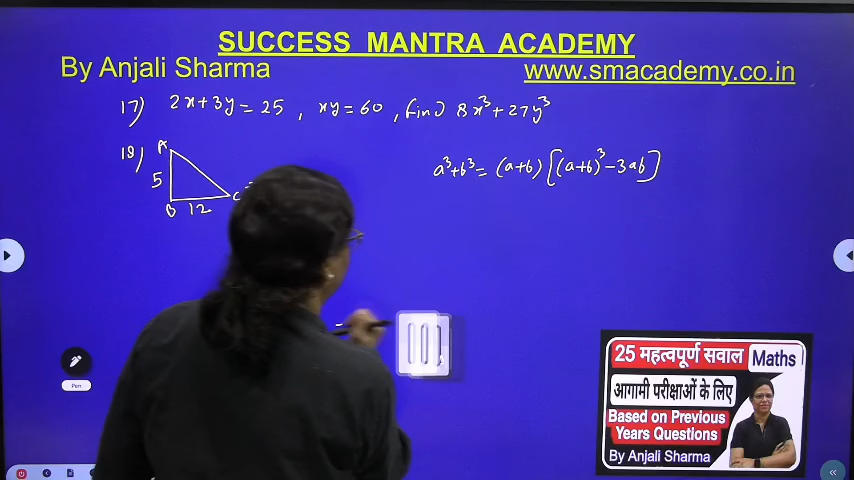 SUCCESS MANTRA ACADEMY
By Anjali Sharma
www.smacademy.co.in
17) 2x+3y=25, xy=60, find 8x³+27y³
18) A
5
B 12 C
a³+b³=(a+b)[(a+b)³-3ab]
25 महत्वपूर्ण सवाल Maths
आगामी परीक्षाओं के लिए
Based on Previous
Years Questions
By Anjali Sharma
Pen